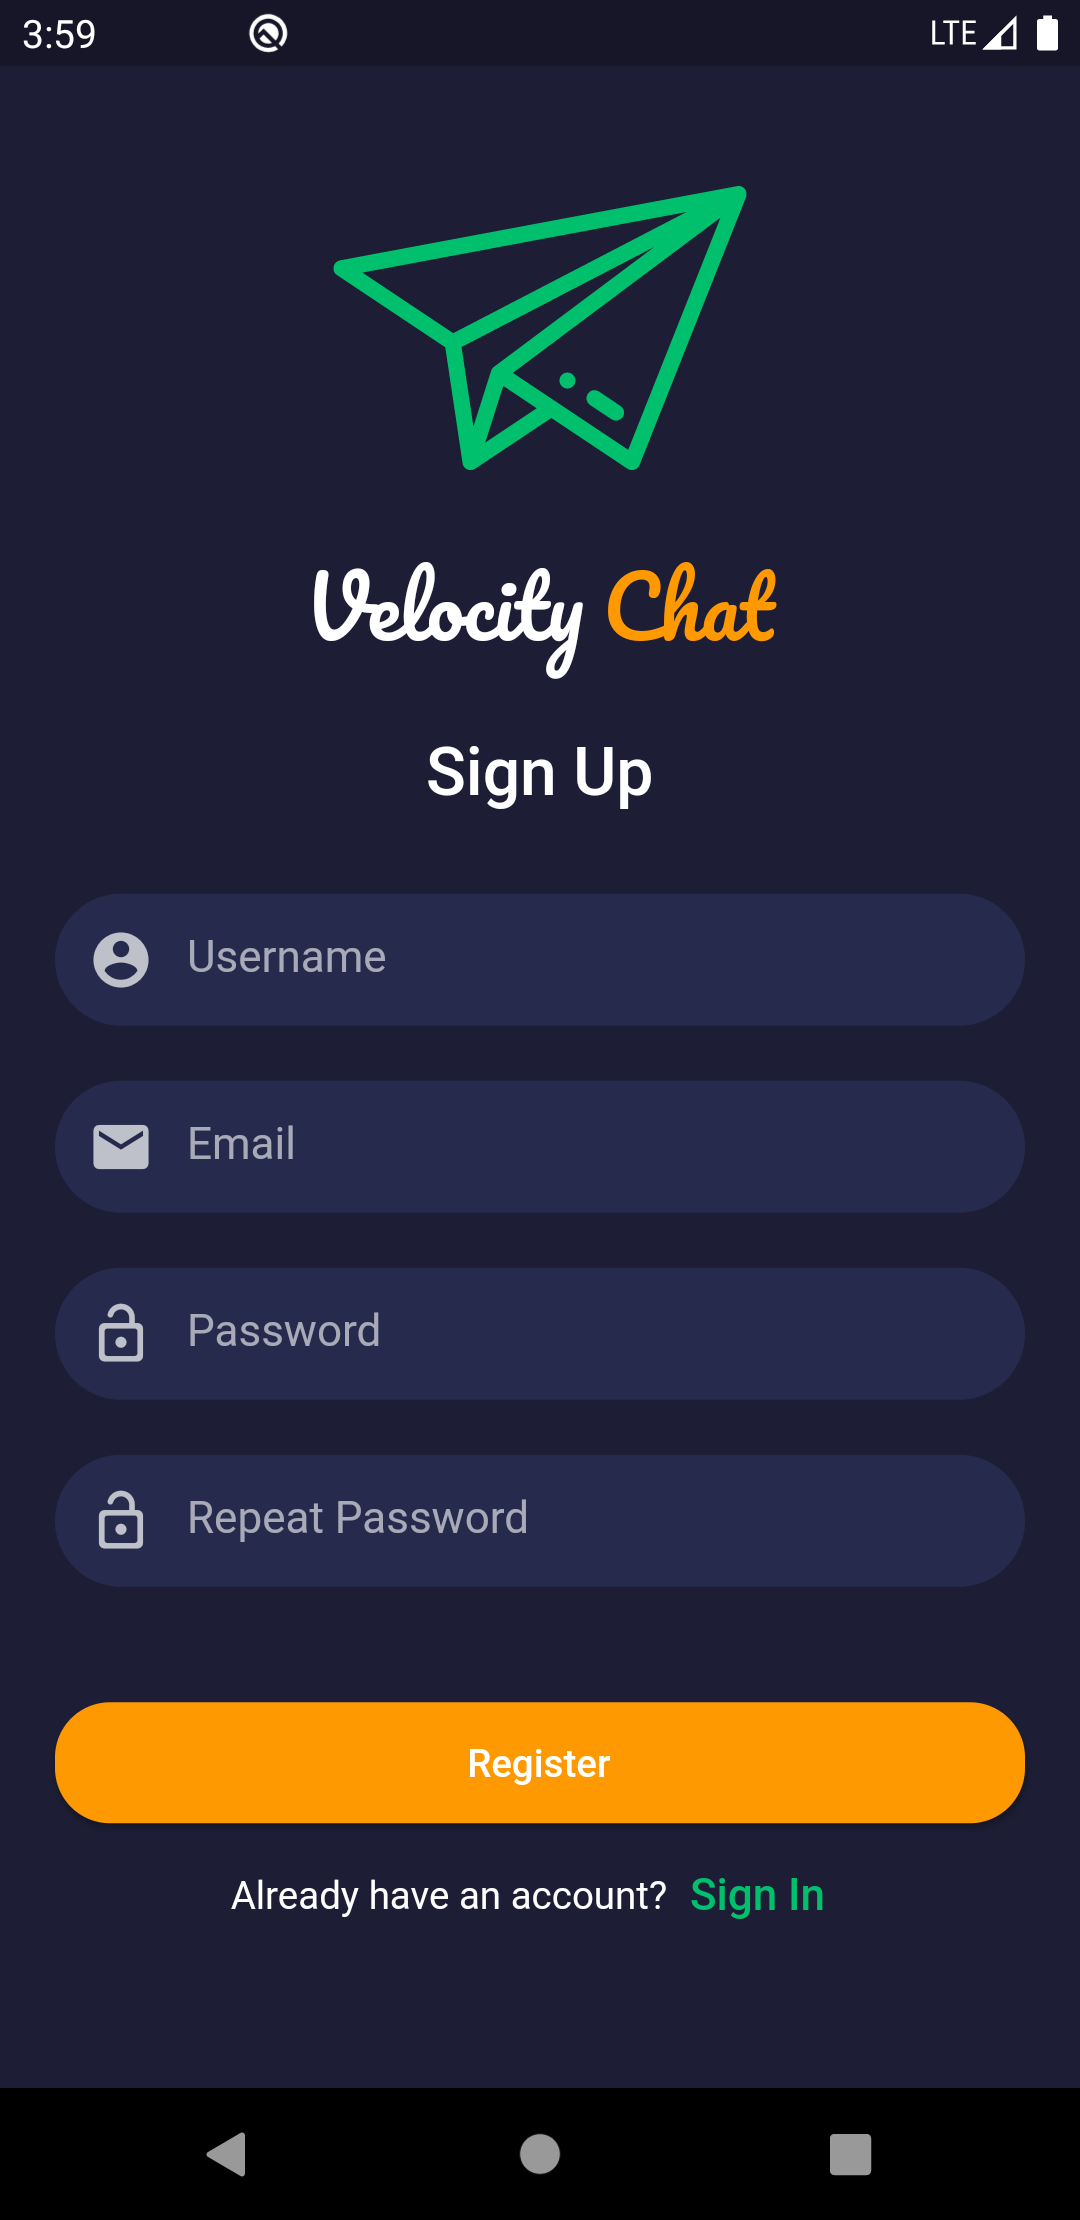 3:59 LTE
Velocity Chat
Sign Up
Username
Email
Password
Repeat Password
Register
Already have an account? Sign In